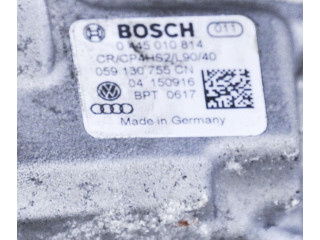 BOSCH 011
0 445 010 814
CR/CP4HS2/L90/40
059 130 755 CN
04 150916
BPT 0617
Made in Germany